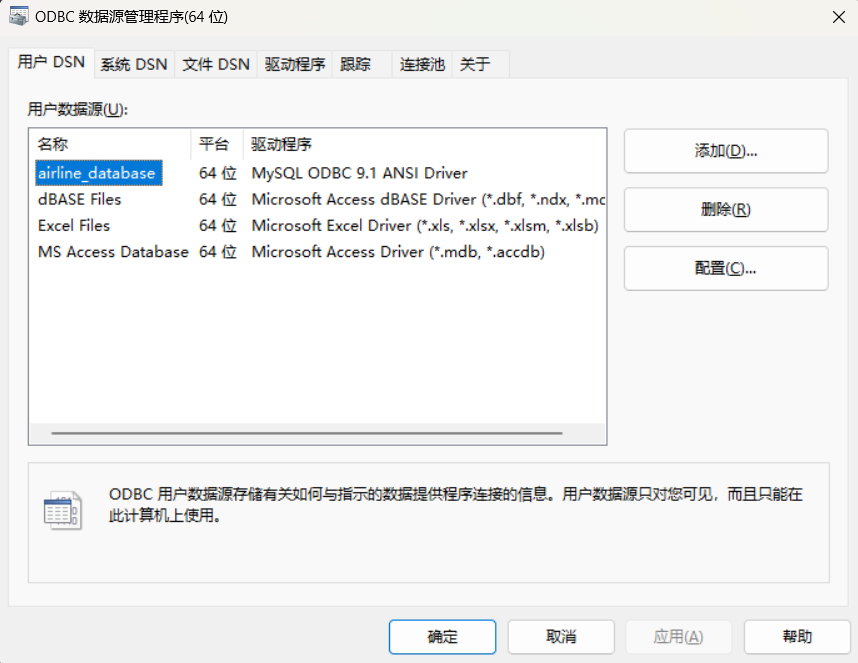 ODBC 数据源管理程序(64 位)
用户 DSN 系统 DSN 文件 DSN 驱动程序 跟踪 连接池 关于
用户数据源(U):
名称 平台 驱动程序
airline_database 64 位 MySQL ODBC 9.1 ANSI Driver
dBASE Files 64 位 Microsoft Access dBASE Driver (*.dbf, *.ndx, *.mc
Excel Files 64 位 Microsoft Excel Driver (*.xls, *.xlsx, *.xlsm, *.xlsb)
MS Access Database 64 位 Microsoft Access Driver (*.mdb, *.accdb)
添加(D)...
删除(R)
配置(C)...
ODBC 用户数据源存储有关如何与指示的数据提供程序连接的信息。用户数据源只对您可见，而且只能在
此计算机上使用。
确定 取消 应用(A) 帮助